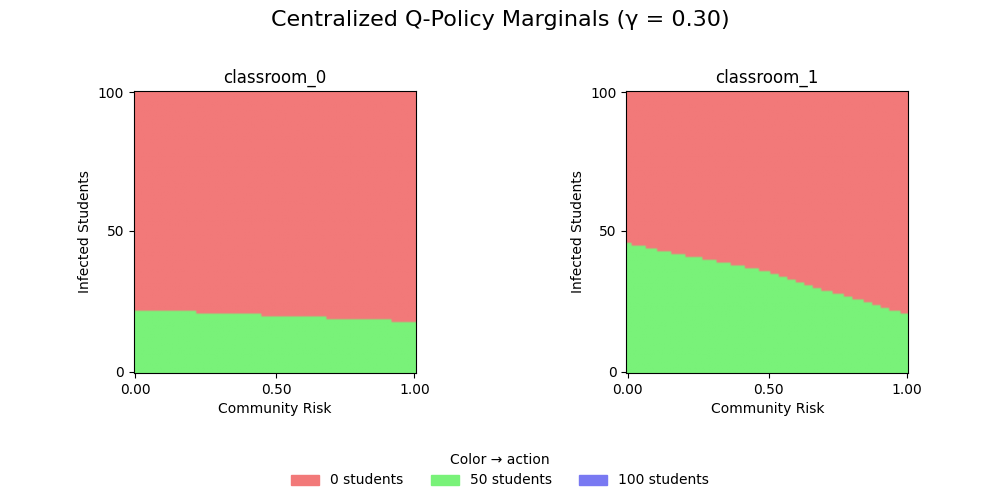 Centralized Q-Policy Marginals (γ = 0.30)
classroom_0
classroom_1
100
50
0
Infected Students
0.00 0.50 1.00
Community Risk
100
50
0
Infected Students
0.00 0.50 1.00
Community Risk
Color → action
0 students 50 students 100 students